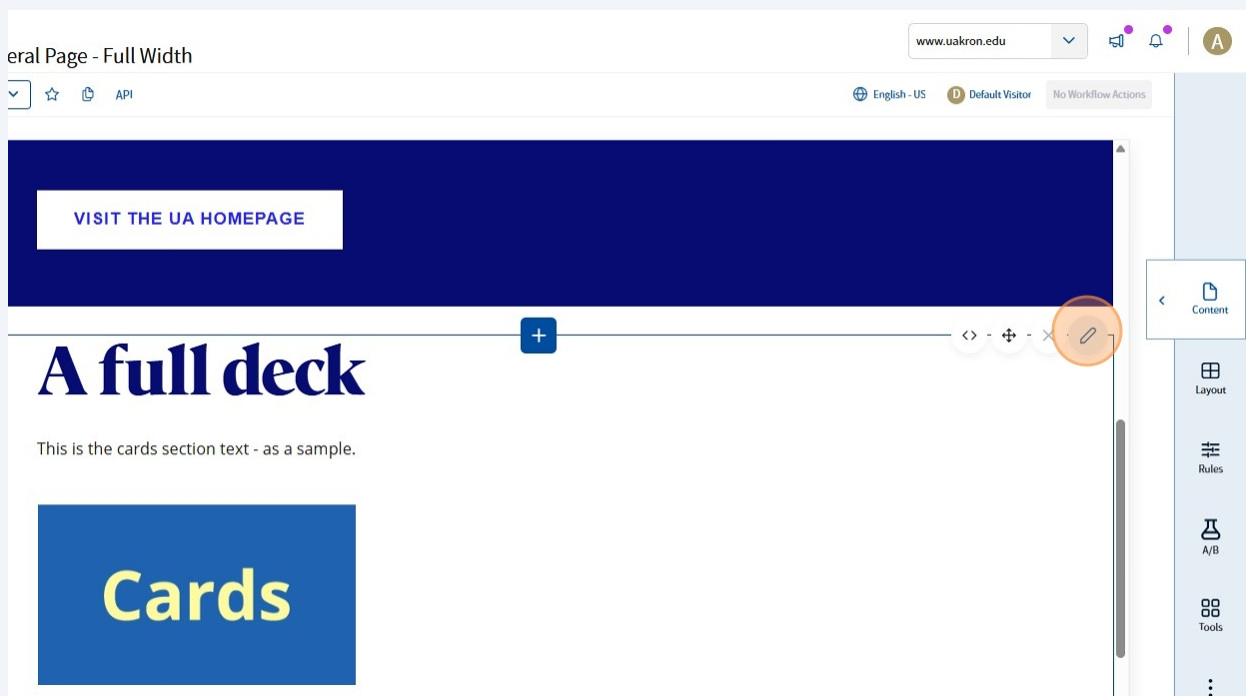 www.uakron.edu
A
eral Page - Full Width
API
English - US
D
Default Visitor
No Workflow Actions
VISIT THE UA HOMEPAGE
Content
A full deck
Layout
This is the cards section text - as a sample.
Rules
A/B
Cards
Tools